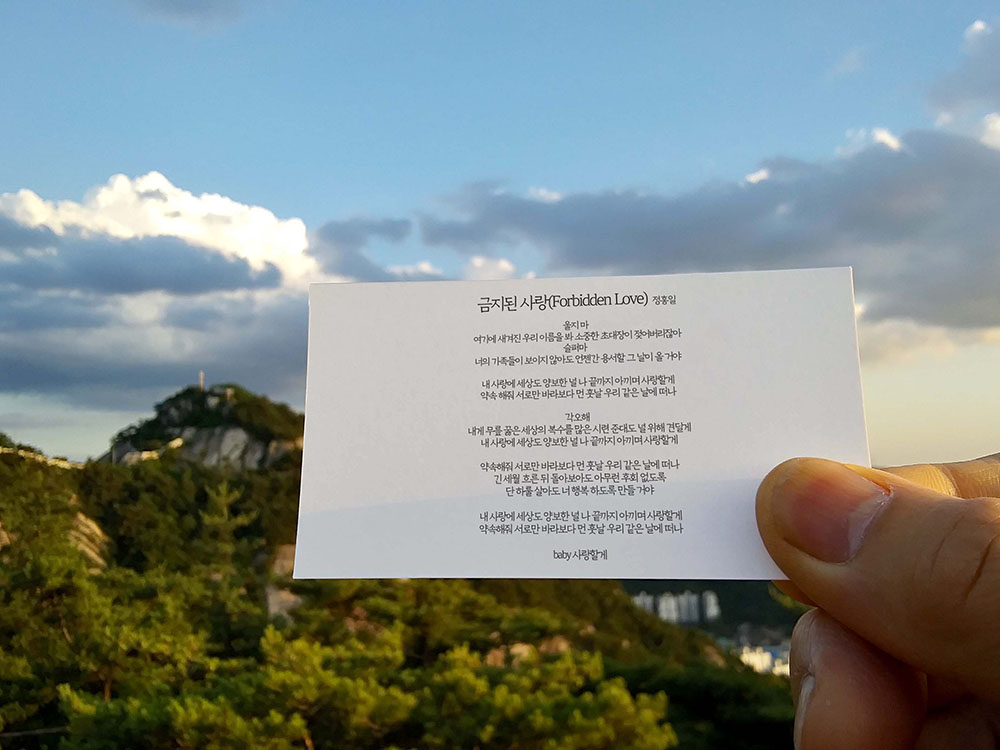 금지된 사랑(Forbidden Love) 정홍일
울지 마
여기에 새겨진 우리 이름을 봐 소중한 초대장이 젖어버리잖아
슬퍼마
너의 가족들이 보이지 않아도 언젠간 용서할 그 날이 올 거야
내 사랑에 세상도 양보한 널 나 끝까지 아끼며 사랑할게
약속 해줘 서로만 바라보다 먼 훗날 우리 같은 날에 떠나
각오해
내게 무릎 꿇은 세상의 복수를 많은 시련 준대도 널 위해 견딜게
내 사랑에 세상도 양보한 널 나 끝까지 아끼며 사랑할게
약속해줘 서로만 바라보다 먼 훗날 우리 같은 날에 떠나
긴 세월 흐른 뒤 돌아보아도 아무런 후회 없도록
단 하룰 살아도 너 행복 하도록 만들 거야
내 사랑에 세상도 양보한 널 나 끝까지 아끼며 사랑할게
약속해줘 서로만 바라보다 먼 훗날 우리 같은 날에 떠나
baby 사랑할게